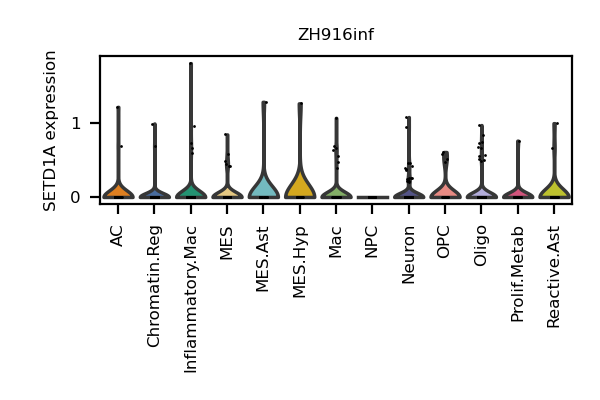 ZH916inf
SETD1A expression
1
0
AC
Chromatin.Reg
Inflammatory.Mac
MES
MES.Ast
MES.Hyp
Mac
NPC
Neuron
OPC
Oligo
Prolif.Metab
Reactive.Ast